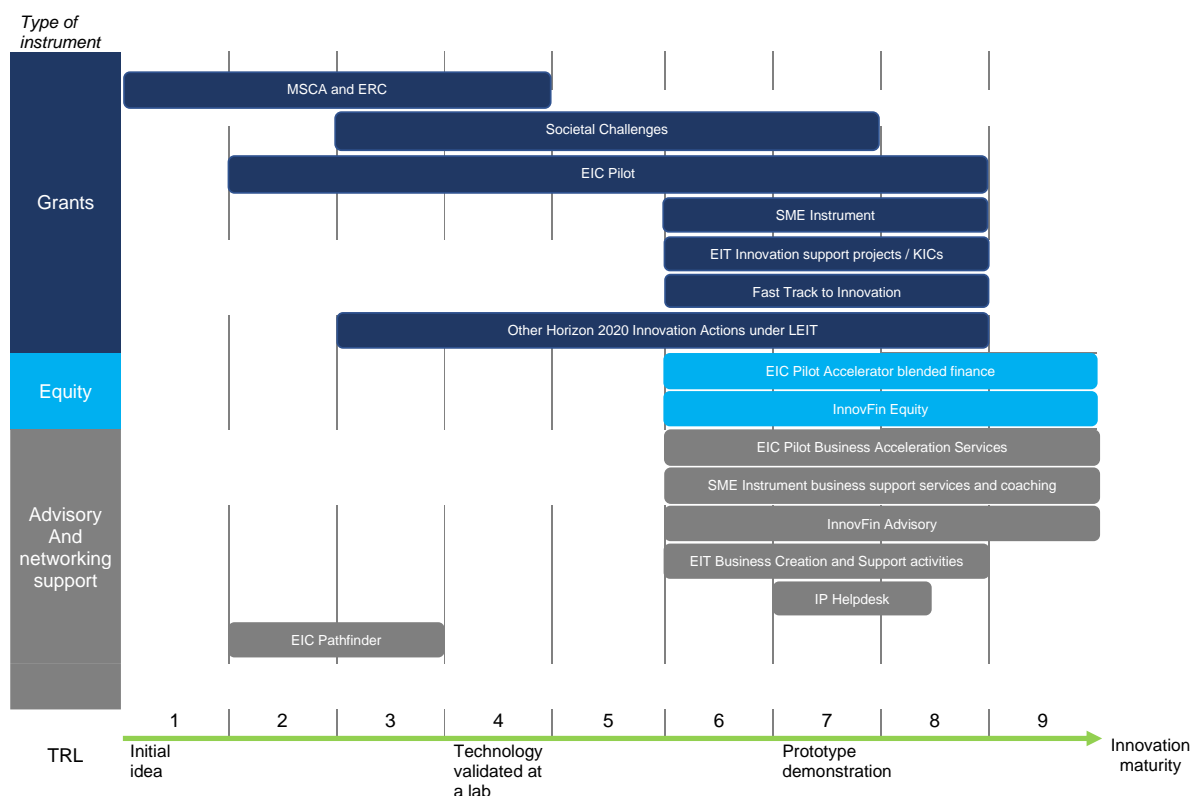 Type of
instrument
Grants
MSCA and ERC
Societal Challenges
EIC Pilot
SME Instrument
EIT Innovation support projects / KICs
Fast Track to Innovation
Other Horizon 2020 Innovation Actions under LEIT
Equity
EIC Pilot Accelerator blended finance
InnovFin Equity
Advisory
And
networking
support
EIC Pilot Business Acceleration Services
SME Instrument business support services and coaching
InnovFin Advisory
EIT Business Creation and Support activities
IP Helpdesk
EIC Pathfinder
1 2 3 4 5 6 7 8 9
TRL
Initial
idea
Technology
validated at
a lab
Prototype
demonstration
Innovation
maturity